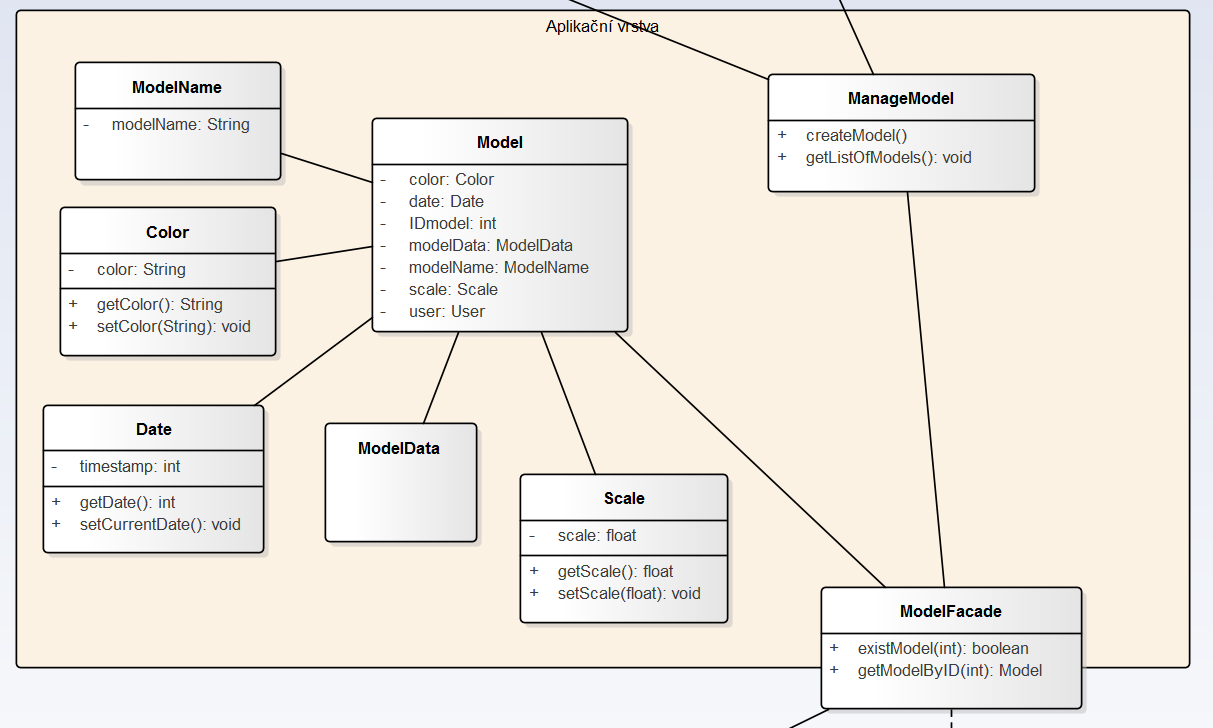 Aplikační vrstva
ModelName
- modelName: String
Model
- color: Color
- date: Date
- IDmodel: int
- modelData: ModelData
- modelName: ModelName
- scale: Scale
- user: User
ManageModel
+ createModel()
+ getListOfModels(): void
Color
- color: String
+ getColor(): String
+ setColor(String): void
Date
- timestamp: int
+ getDate(): int
+ setCurrentDate(): void
ModelData
Scale
- scale: float
+ getScale(): float
+ setScale(float): void
ModelFacade
+ existModel(int): boolean
+ getModelByID(int): Model